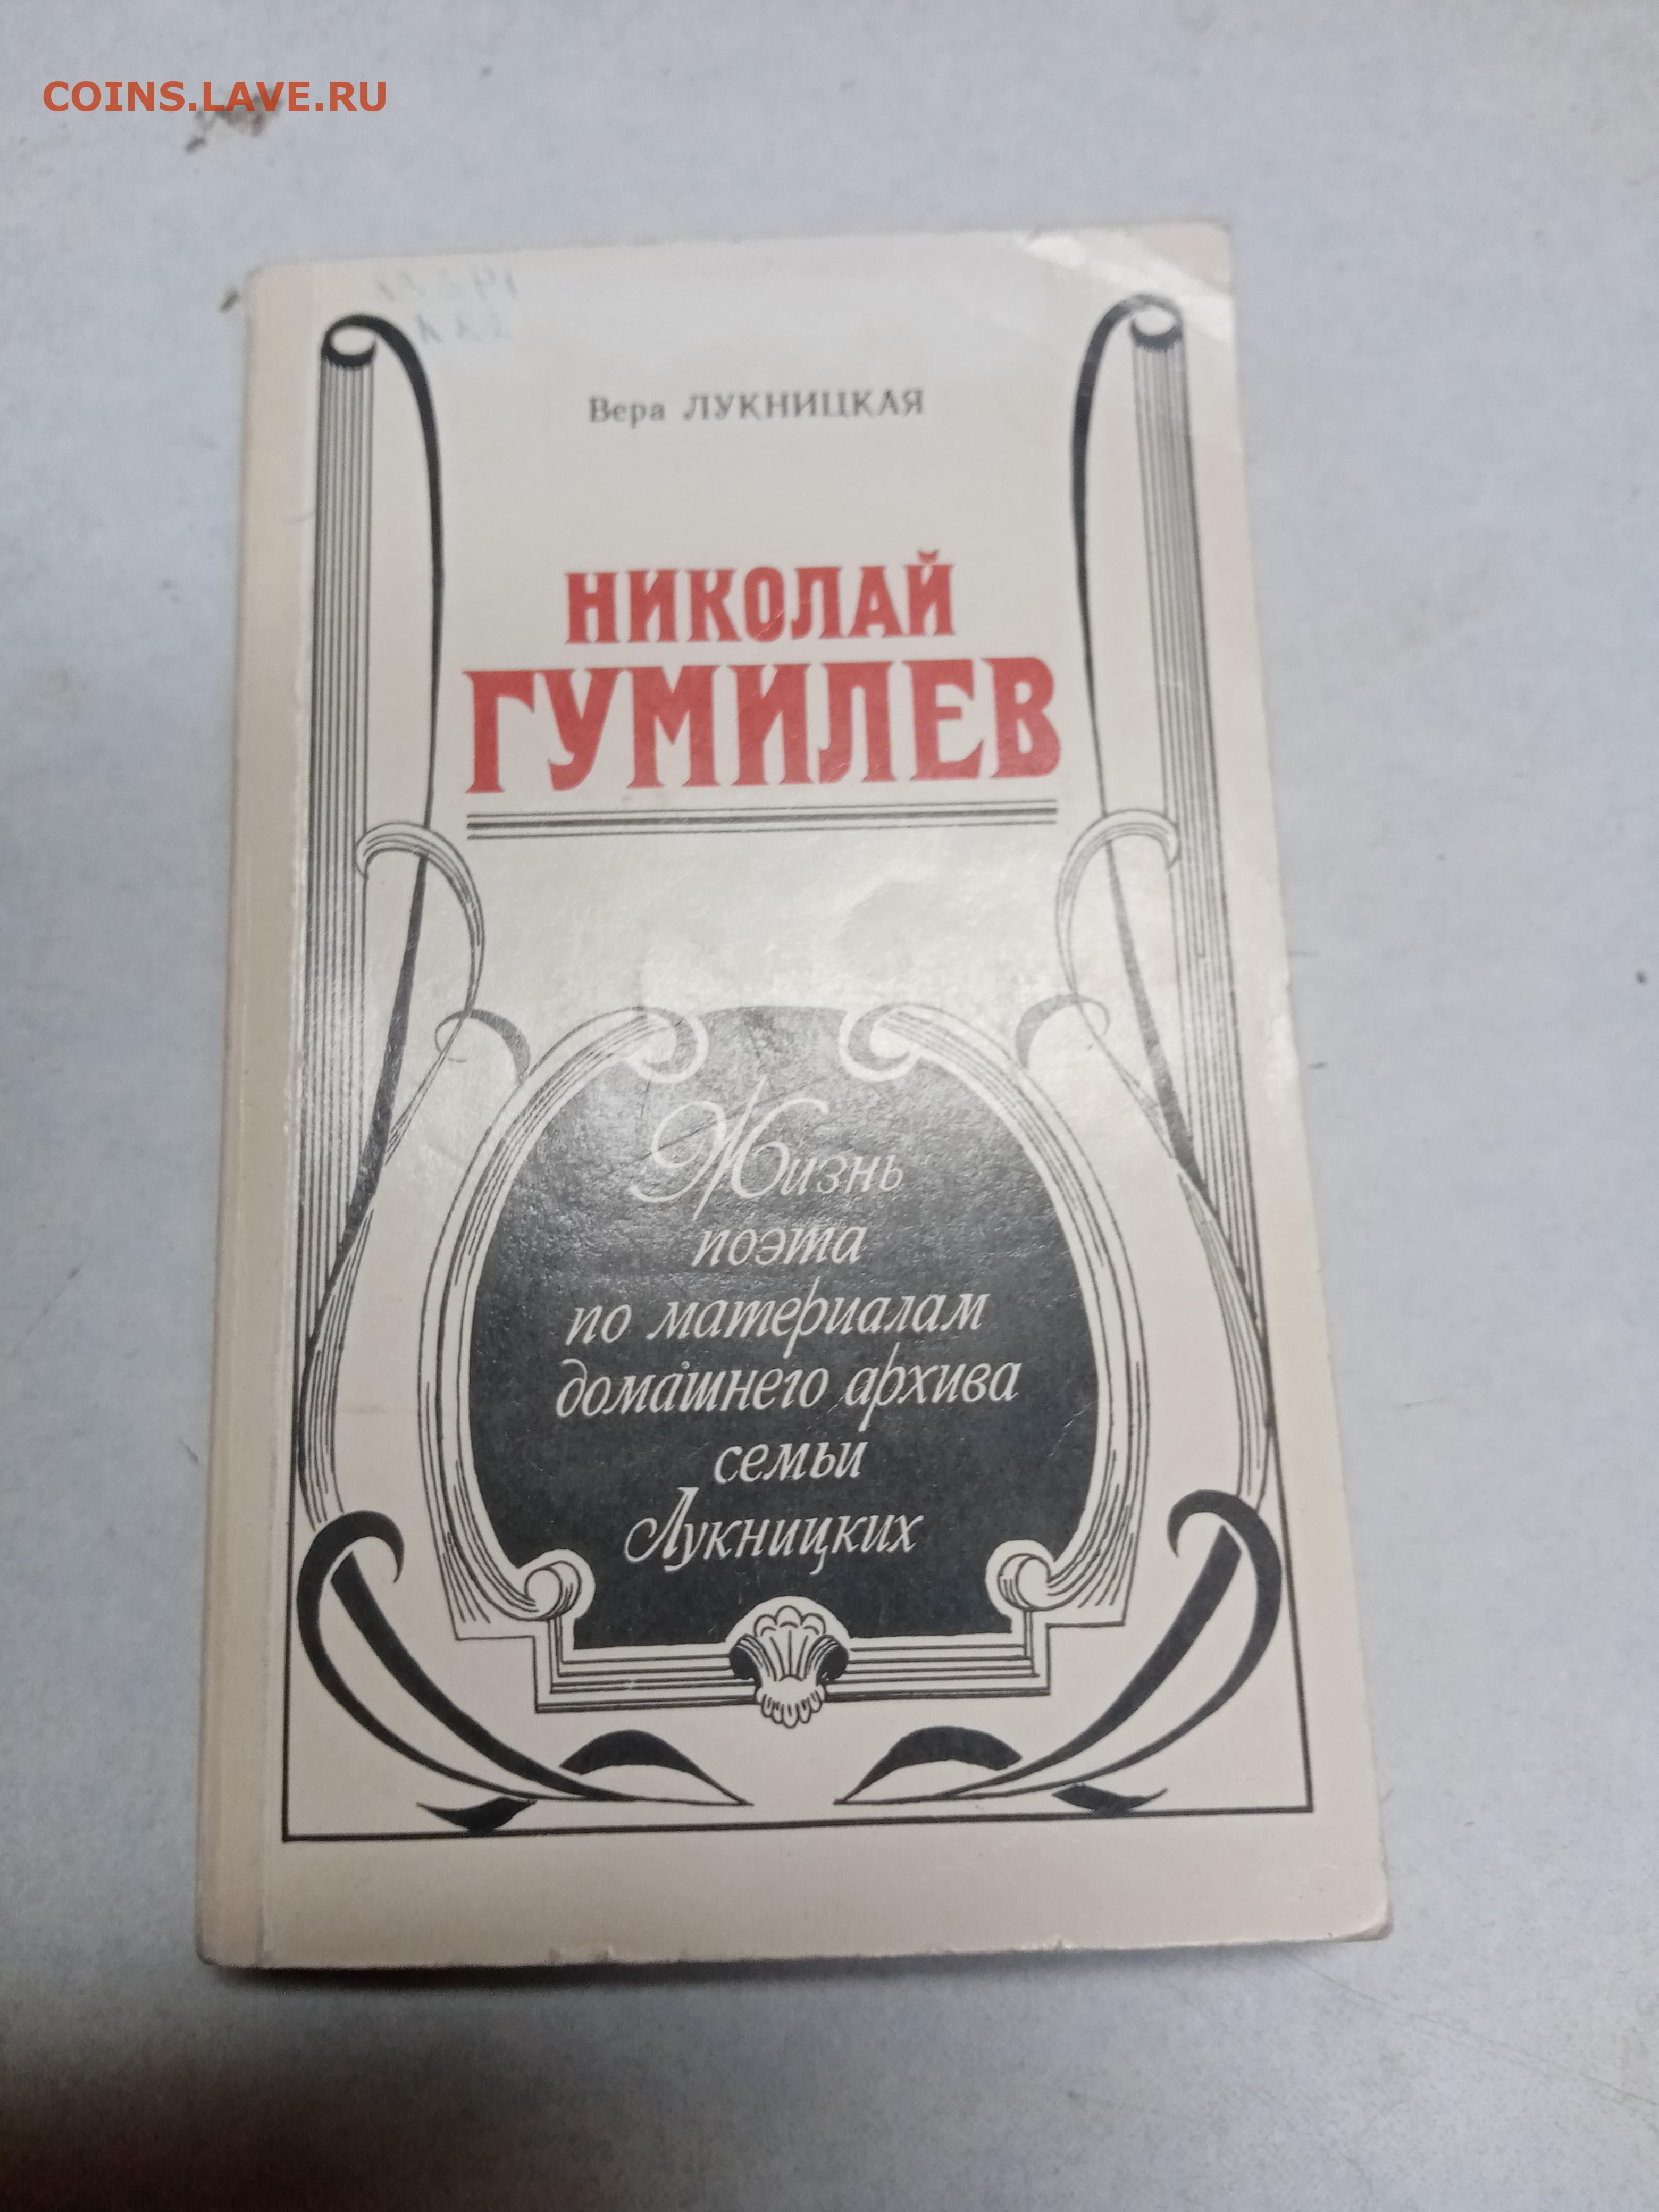 COINS.LAVE.RU
Вера ЛУКНИЦКАЯ
НИКОЛАЙ
ГУМИЛЕВ
Жизнь
поэта
по материалам
домашнего архива
семьи
Лукницких